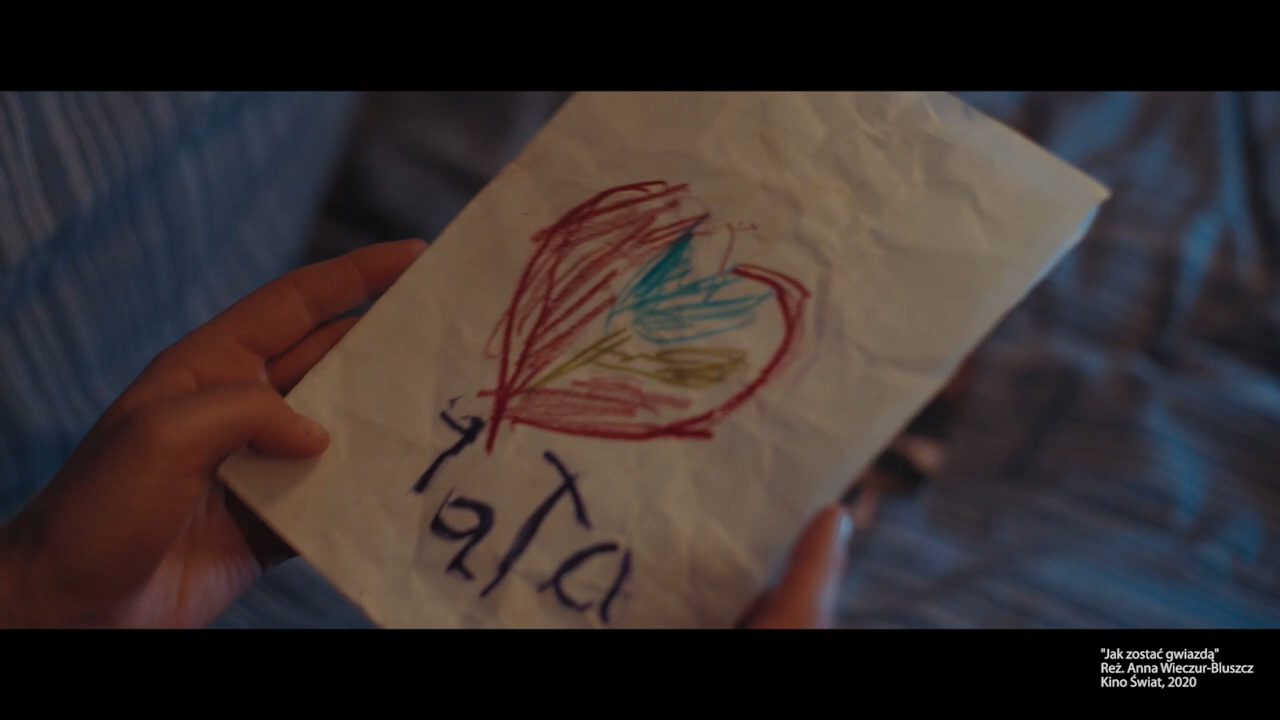 TaTa
"Jak zostać gwiazdą"
Reż. Anna Wieczur-Bluszcz
Kino Świat, 2020